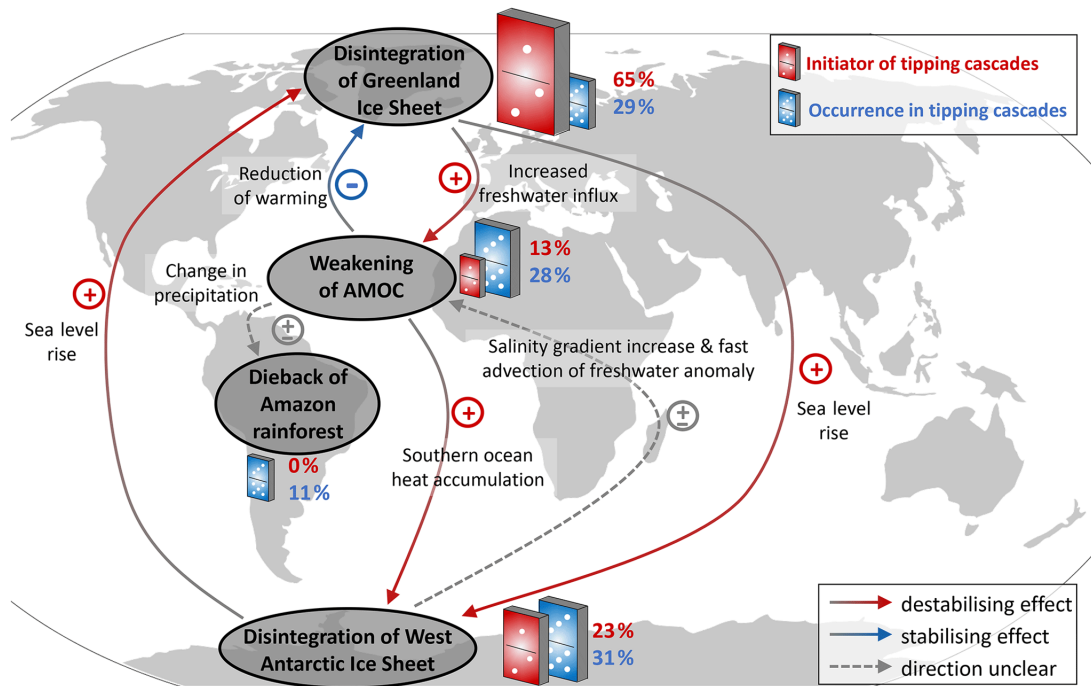 Disintegration
of Greenland
Ice Sheet
65%
29%
Initiator of tipping cascades
Occurrence in tipping cascades
Reduction
of warming
−
+
Increased
freshwater influx
Weakening
of AMOC
13%
28%
Change in
precipitation
±
+
Sea level
rise
Salinity gradient increase & fast
advection of freshwater anomaly
±
+
Sea level
rise
Dieback of
Amazon
rainforest
0%
11%
+
Southern ocean
heat accumulation
Disintegration of West
Antarctic Ice Sheet
23%
31%
destabilising effect
stabilising effect
direction unclear